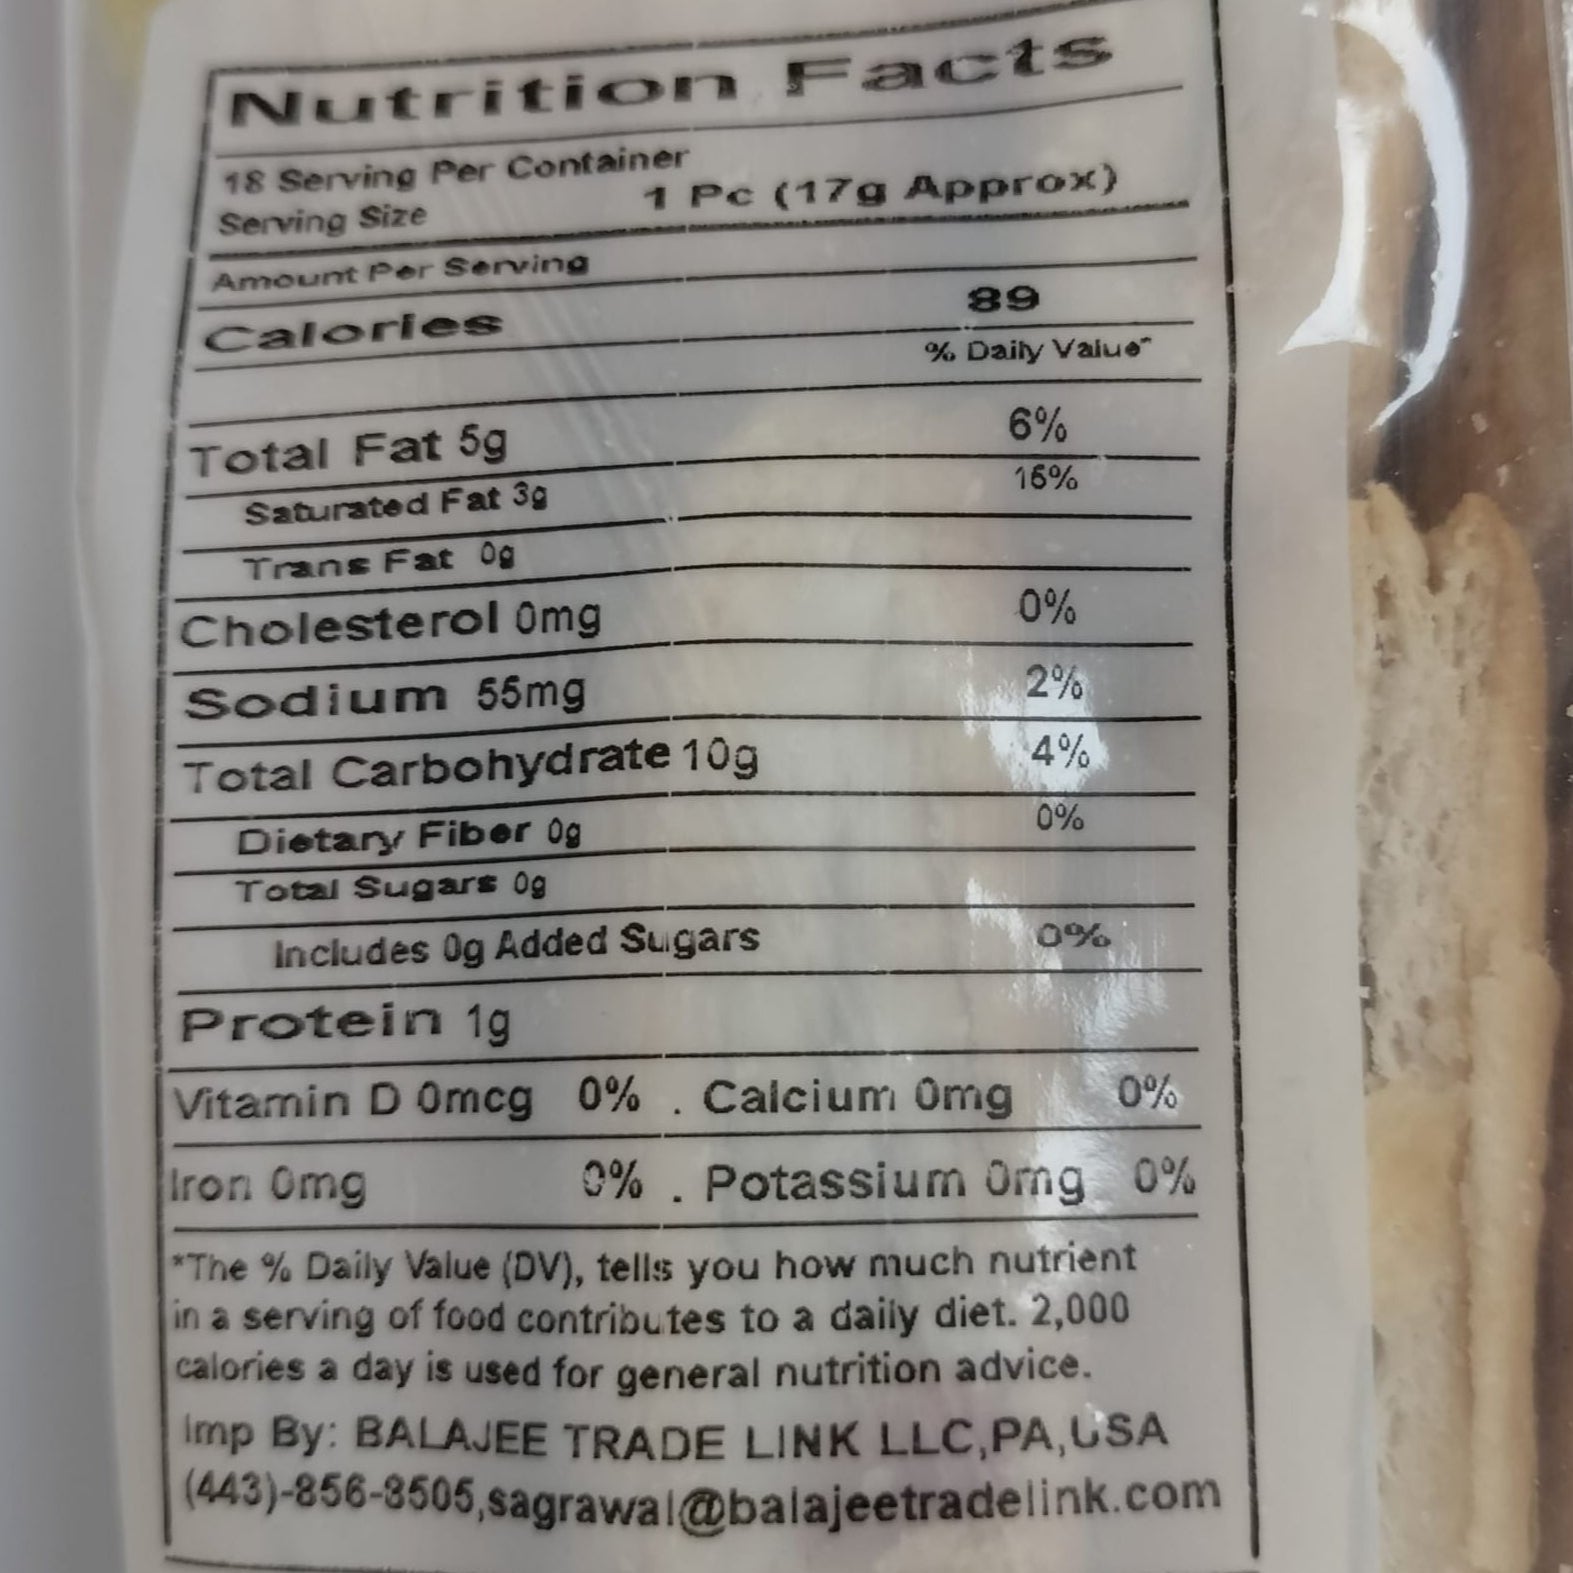 Nutrition Facts
18 Serving Per Container
Serving Size 1 Pc (17g Approx)
Amount Per Serving
Calories 89
% Daily Value*
Total Fat 5g 6%
Saturated Fat 3g 15%
Trans Fat 0g
Cholesterol 0mg 0%
Sodium 55mg 2%
Total Carbohydrate 10g 4%
Dietary Fiber 0g 0%
Total Sugars 0g
Includes 0g Added Sugars 0%
Protein 1g
Vitamin D 0mcg 0% . Calcium 0mg 0%
Iron 0mg 0% . Potassium 0mg 0%
*The % Daily Value (DV), tells you how much nutrient
in a serving of food contributes to a daily diet. 2,000
calories a day is used for general nutrition advice.
Imp By: BALAJEE TRADE LINK LLC,PA,USA
(443)-856-8505,sagrawal@balajeetradelink.com